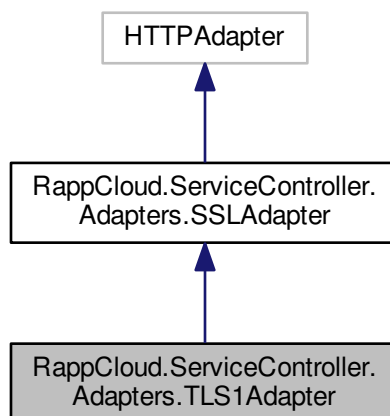 HTTPAdapter
RappCloud.ServiceController.
Adapters.SSLAdapter
RappCloud.ServiceController.
Adapters.TLS1Adapter